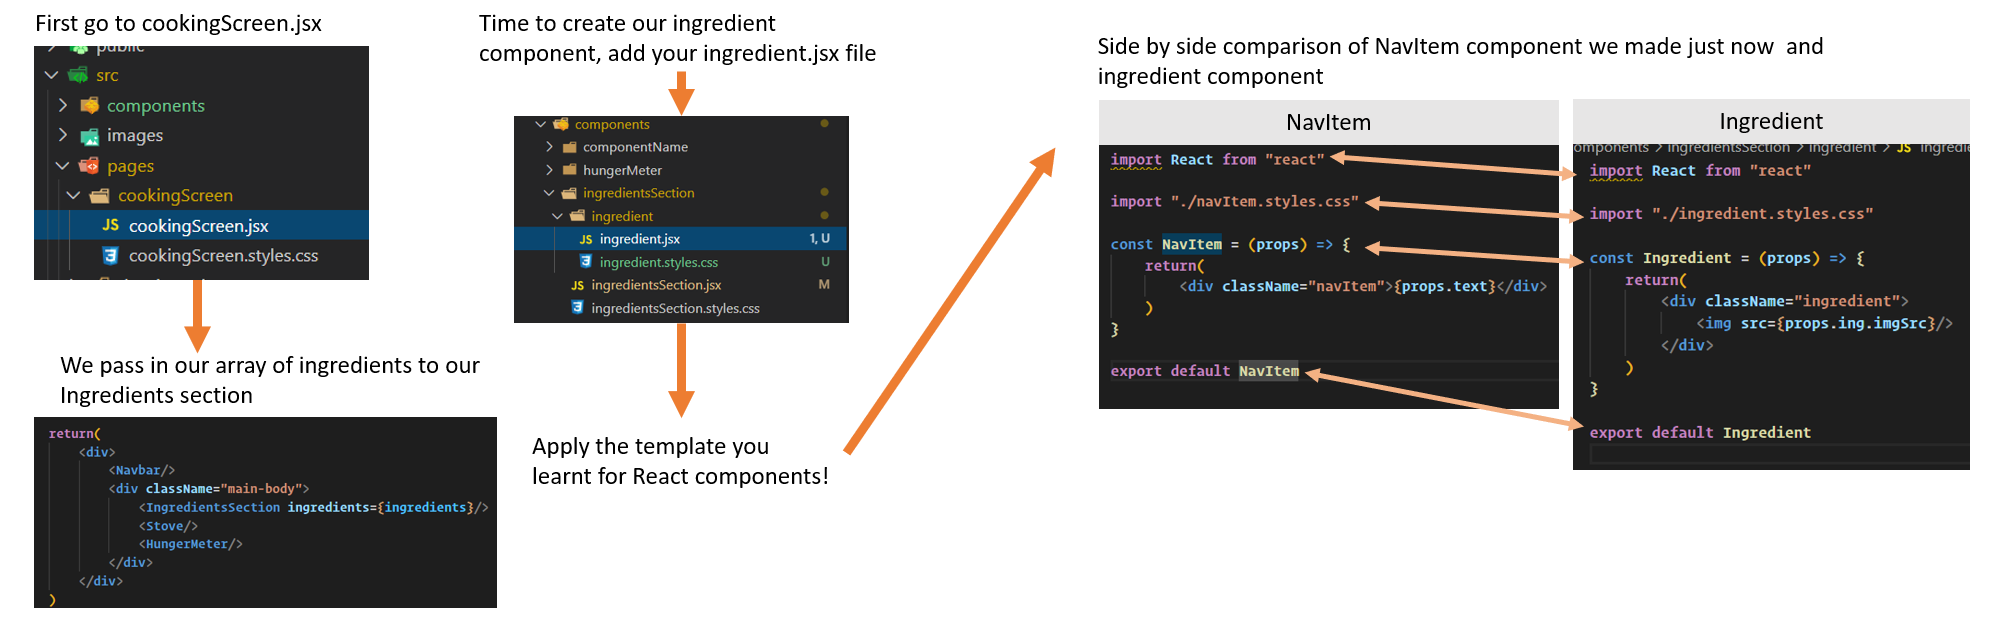 First go to cookingScreen.jsx
public
src
components
images
pages
cookingScreen
JS cookingScreen.jsx
cookingScreen.styles.css
We pass in our array of ingredients to our
Ingredients section
return(
<div>
<Navbar/>
<div className="main-body">
<IngredientsSection ingredients={ingredients}/>
<Stove/>
<HungerMeter/>
</div>
</div>
)
Time to create our ingredient
component, add your ingredient.jsx file
components
componentName
hungerMeter
ingredientsSection
ingredient
JS ingredient.jsx 1, U
ingredient.styles.css U
JS ingredientsSection.jsx M
ingredientsSection.styles.css
Apply the template you
learnt for React components!
Side by side comparison of NavItem component we made just now and
ingredient component
NavItem
import React from "react"
import "./navItem.styles.css"
const NavItem = (props) => {
return(
<div className="navItem">{props.text}</div>
)
}
export default NavItem
Ingredient
omponents > ingredientsSection > ingredient > JS ingredie
import React from "react"
import "./ingredient.styles.css"
const Ingredient = (props) => {
return(
<div className="ingredient">
<img src={props.ing.imgSrc}/>
</div>
)
}
export default Ingredient